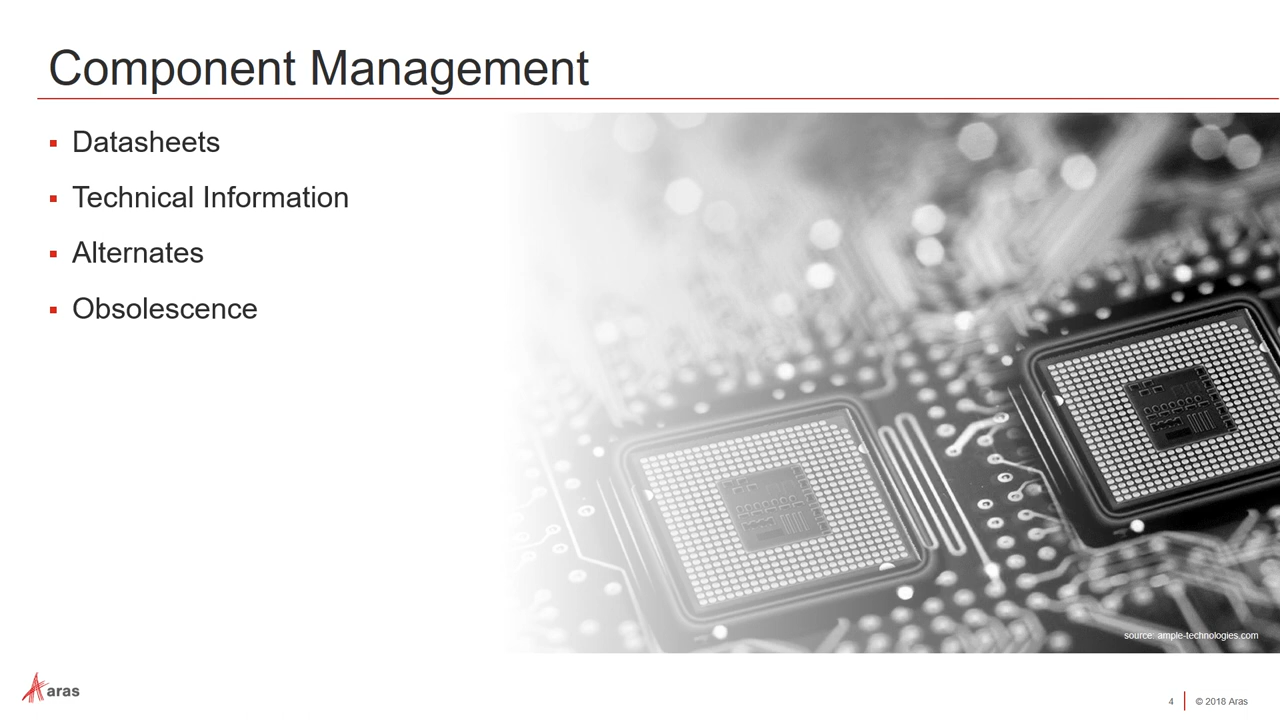 Component Management
Datasheets
Technical Information
Alternates
Obsolescence
source: ample-technologies.com
aras
4
© 2018 Aras